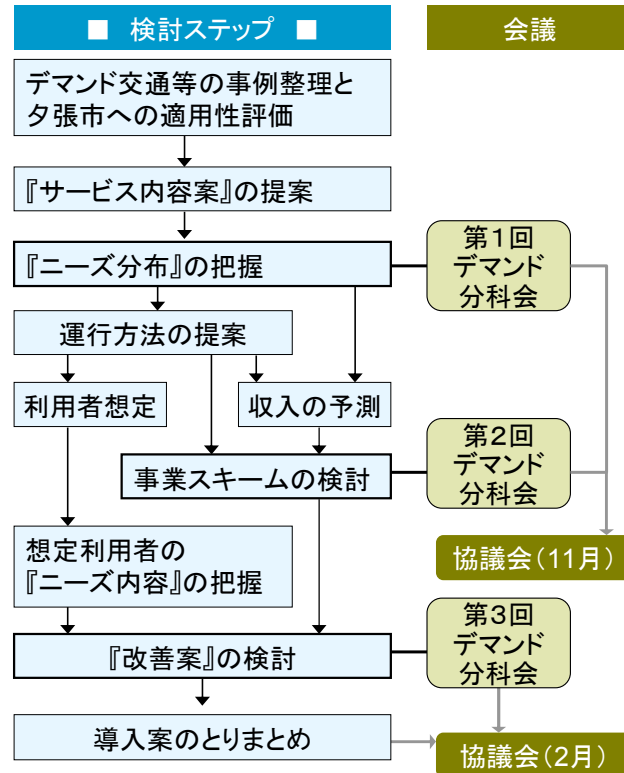 ■ 検討ステップ ■
会議
デマンド交通等の事例整理と
夕張市への適用性評価
『サービス内容案』の提案
『ニーズ分布』の把握
第1回
デマンド
分科会
運行方法の提案
利用者想定
収入の予測
事業スキームの検討
第2回
デマンド
分科会
想定利用者の
『ニーズ内容』の把握
協議会(11月)
『改善案』の検討
第3回
デマンド
分科会
導入案のとりまとめ
協議会(2月)